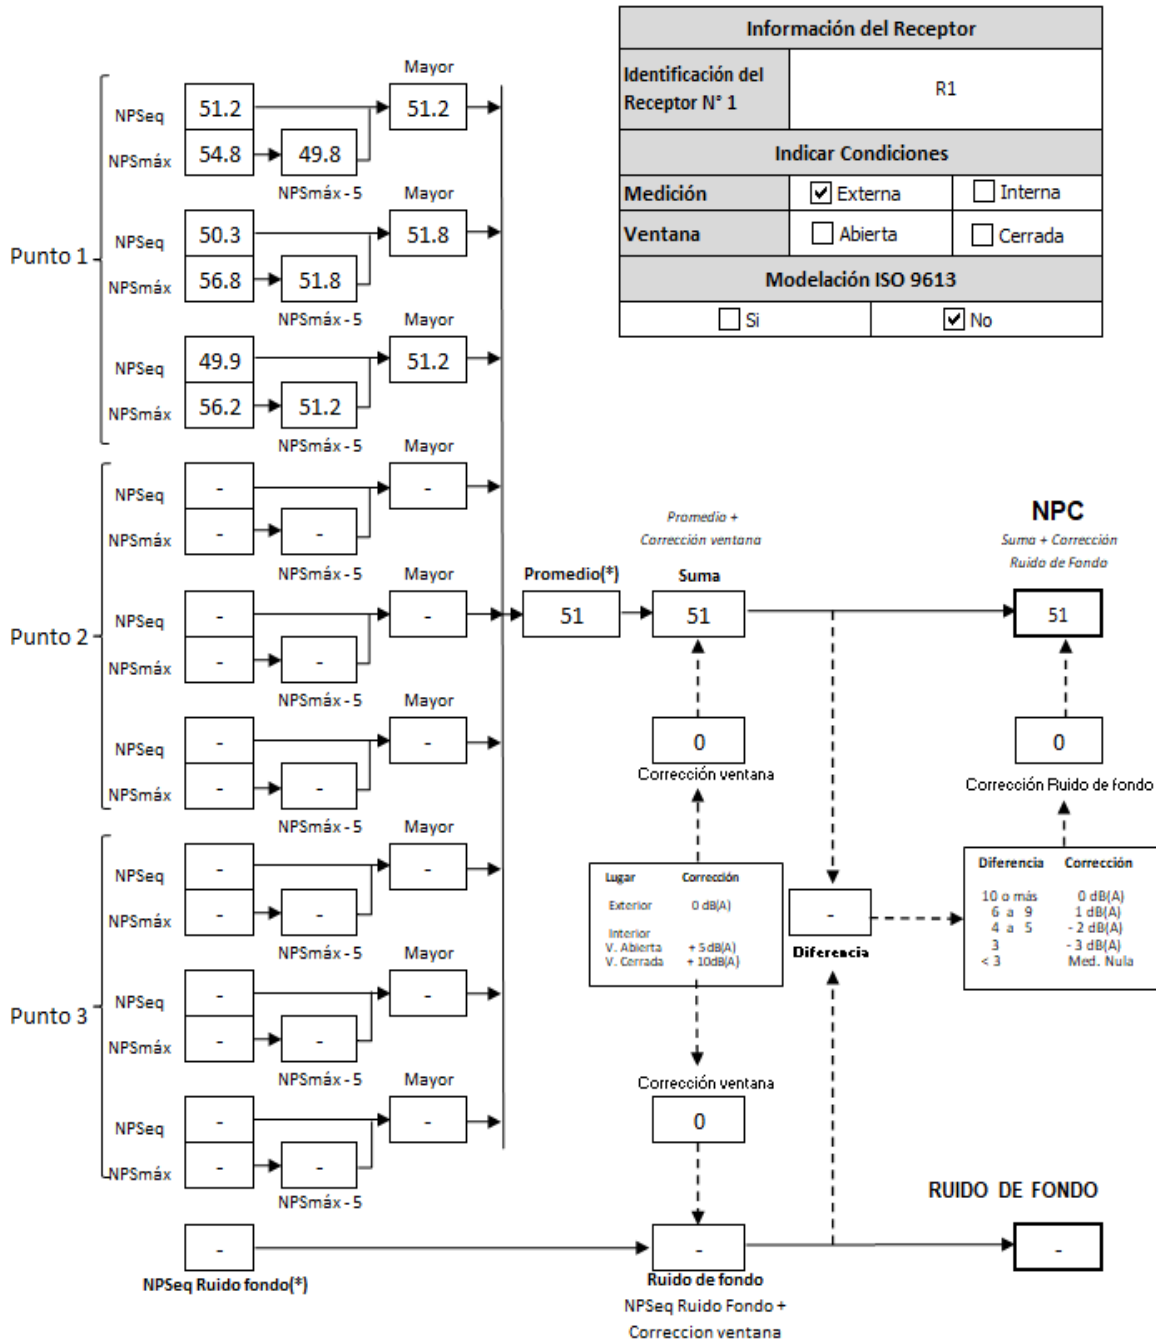 Información del Receptor
Identificación del
Receptor N° 1
R1
Indicar Condiciones
Medición
Externa
Interna
Ventana
Abierta
Cerrada
Modelación ISO 9613
Si
No
Punto 1
Mayor
NPSeq
51.2
51.2
NPSmáx
54.8
49.8
NPSmáx - 5
Mayor
NPSeq
50.3
51.8
NPSmáx
56.8
51.8
NPSmáx - 5
Mayor
NPSeq
49.9
51.2
NPSmáx
56.2
51.2
NPSmáx - 5
Punto 2
Mayor
NPSeq
-
-
NPSmáx
-
-
NPSmáx - 5
Mayor
NPSeq
-
-
NPSmáx
-
-
NPSmáx - 5
Mayor
NPSeq
-
-
NPSmáx
-
-
NPSmáx - 5
Punto 3
Mayor
NPSeq
-
-
NPSmáx
-
-
NPSmáx - 5
Mayor
NPSeq
-
-
NPSmáx
-
-
NPSmáx - 5
Mayor
NPSeq
-
-
NPSmáx
-
-
NPSmáx - 5
Promedio(*)
51
Promedio +
Corrección ventana
Suma
51
NPC
Suma + Corrección
Ruido de Fondo
51
0
Corrección ventana
0
Corrección Ruido de fondo
Lugar Corrección
Exterior 0 dB(A)
Interior
V. Abierta + 5 dB(A)
V. Cerrada + 10dB(A)
-
Diferencia
Diferencia Corrección
10 o más 0 dB(A)
6 a 9 1 dB(A)
4 a 5 - 2 dB(A)
3 - 3 dB(A)
< 3 Med. Nula
Corrección ventana
0
RUIDO DE FONDO
-
-
-
NPSeq Ruido fondo(*)
Ruido de fondo
NPSeq Ruido Fondo +
Correccion ventana